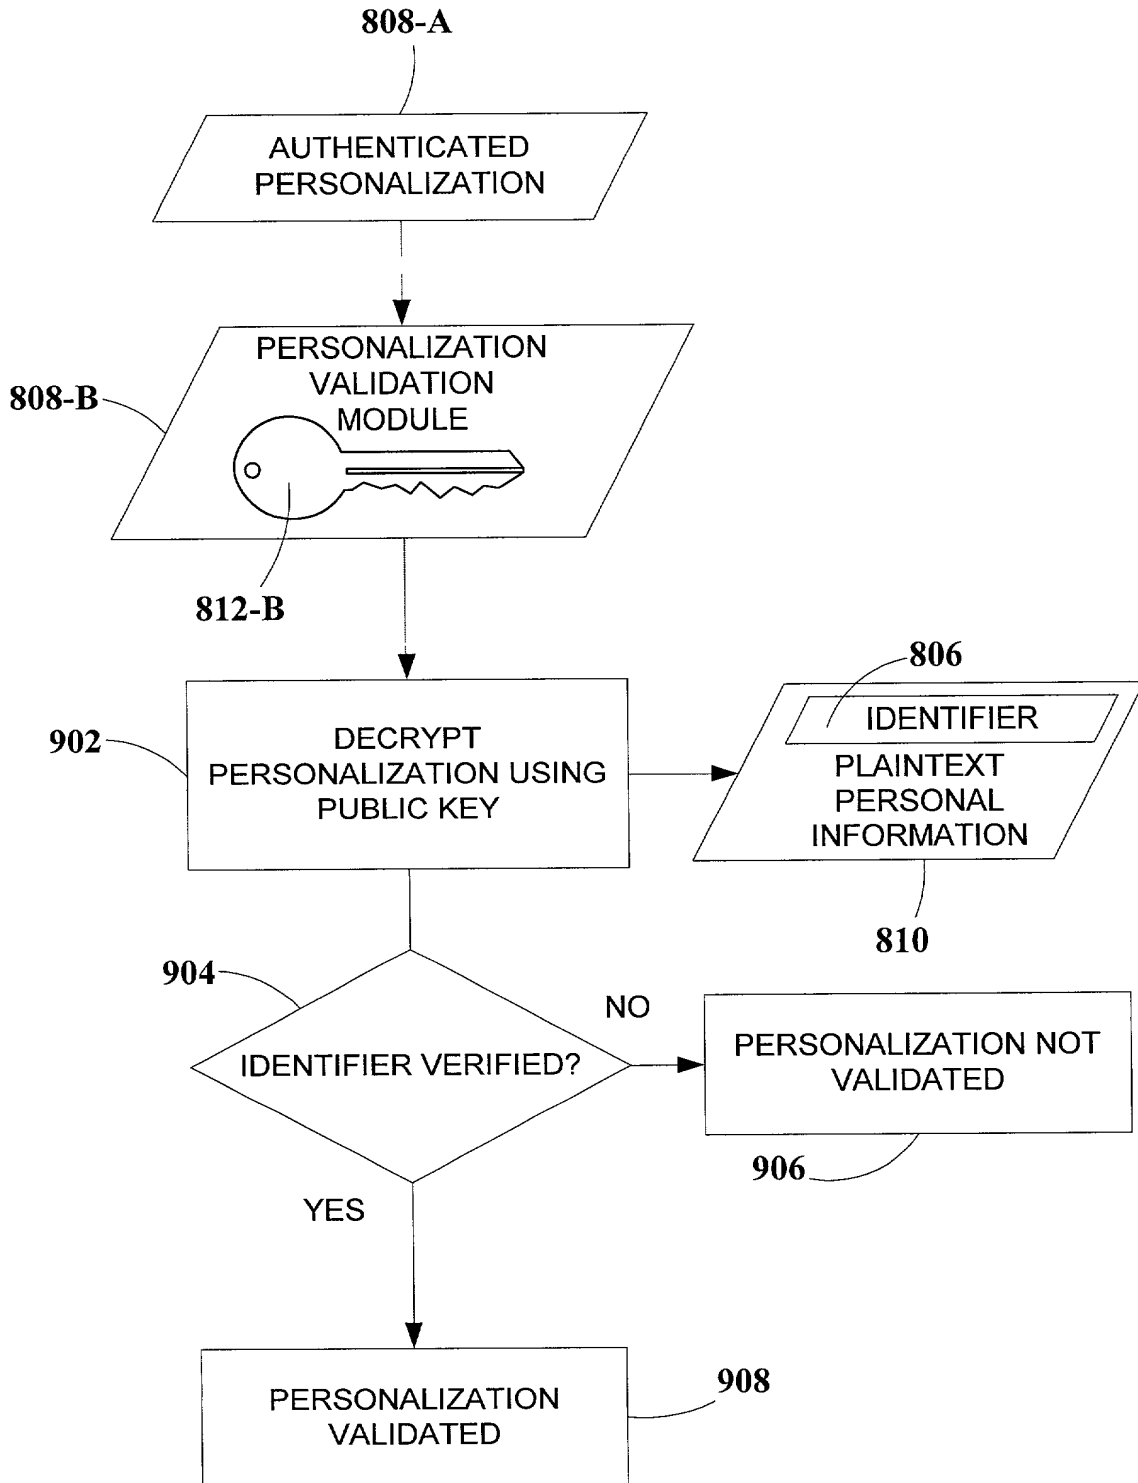 808-A
AUTHENTICATED
PERSONALIZATION
PERSONALIZATION
VALIDATION
MODULE
808-B
812-B
806
IDENTIFIER
902
DECRYPT
PERSONALIZATION USING
PUBLIC KEY
PLAINTEXT
PERSONAL
INFORMATION
810
904
NO
IDENTIFIER VERIFIED?
PERSONALIZATION NOT
VALIDATED
906
YES
908
PERSONALIZATION
VALIDATED